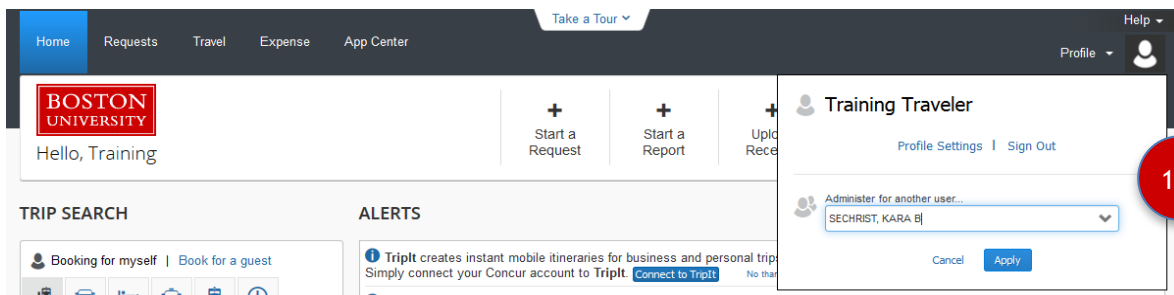 Take a Tour
Help
Home Requests Travel Expense App Center
Profile
BOSTON
UNIVERSITY
Hello, Training
+ Start a Request
+ Start a Report
+
Training Traveler
Profile Settings | Sign Out
1
Administer for another user...
SECHRIST, KARA B
Cancel Apply
TRIP SEARCH
Booking for myself | Book for a guest
ALERTS
TripIt creates instant mobile itineraries for business and personal
Simply connect your Concur account to TripIt. Connect to TripIt No